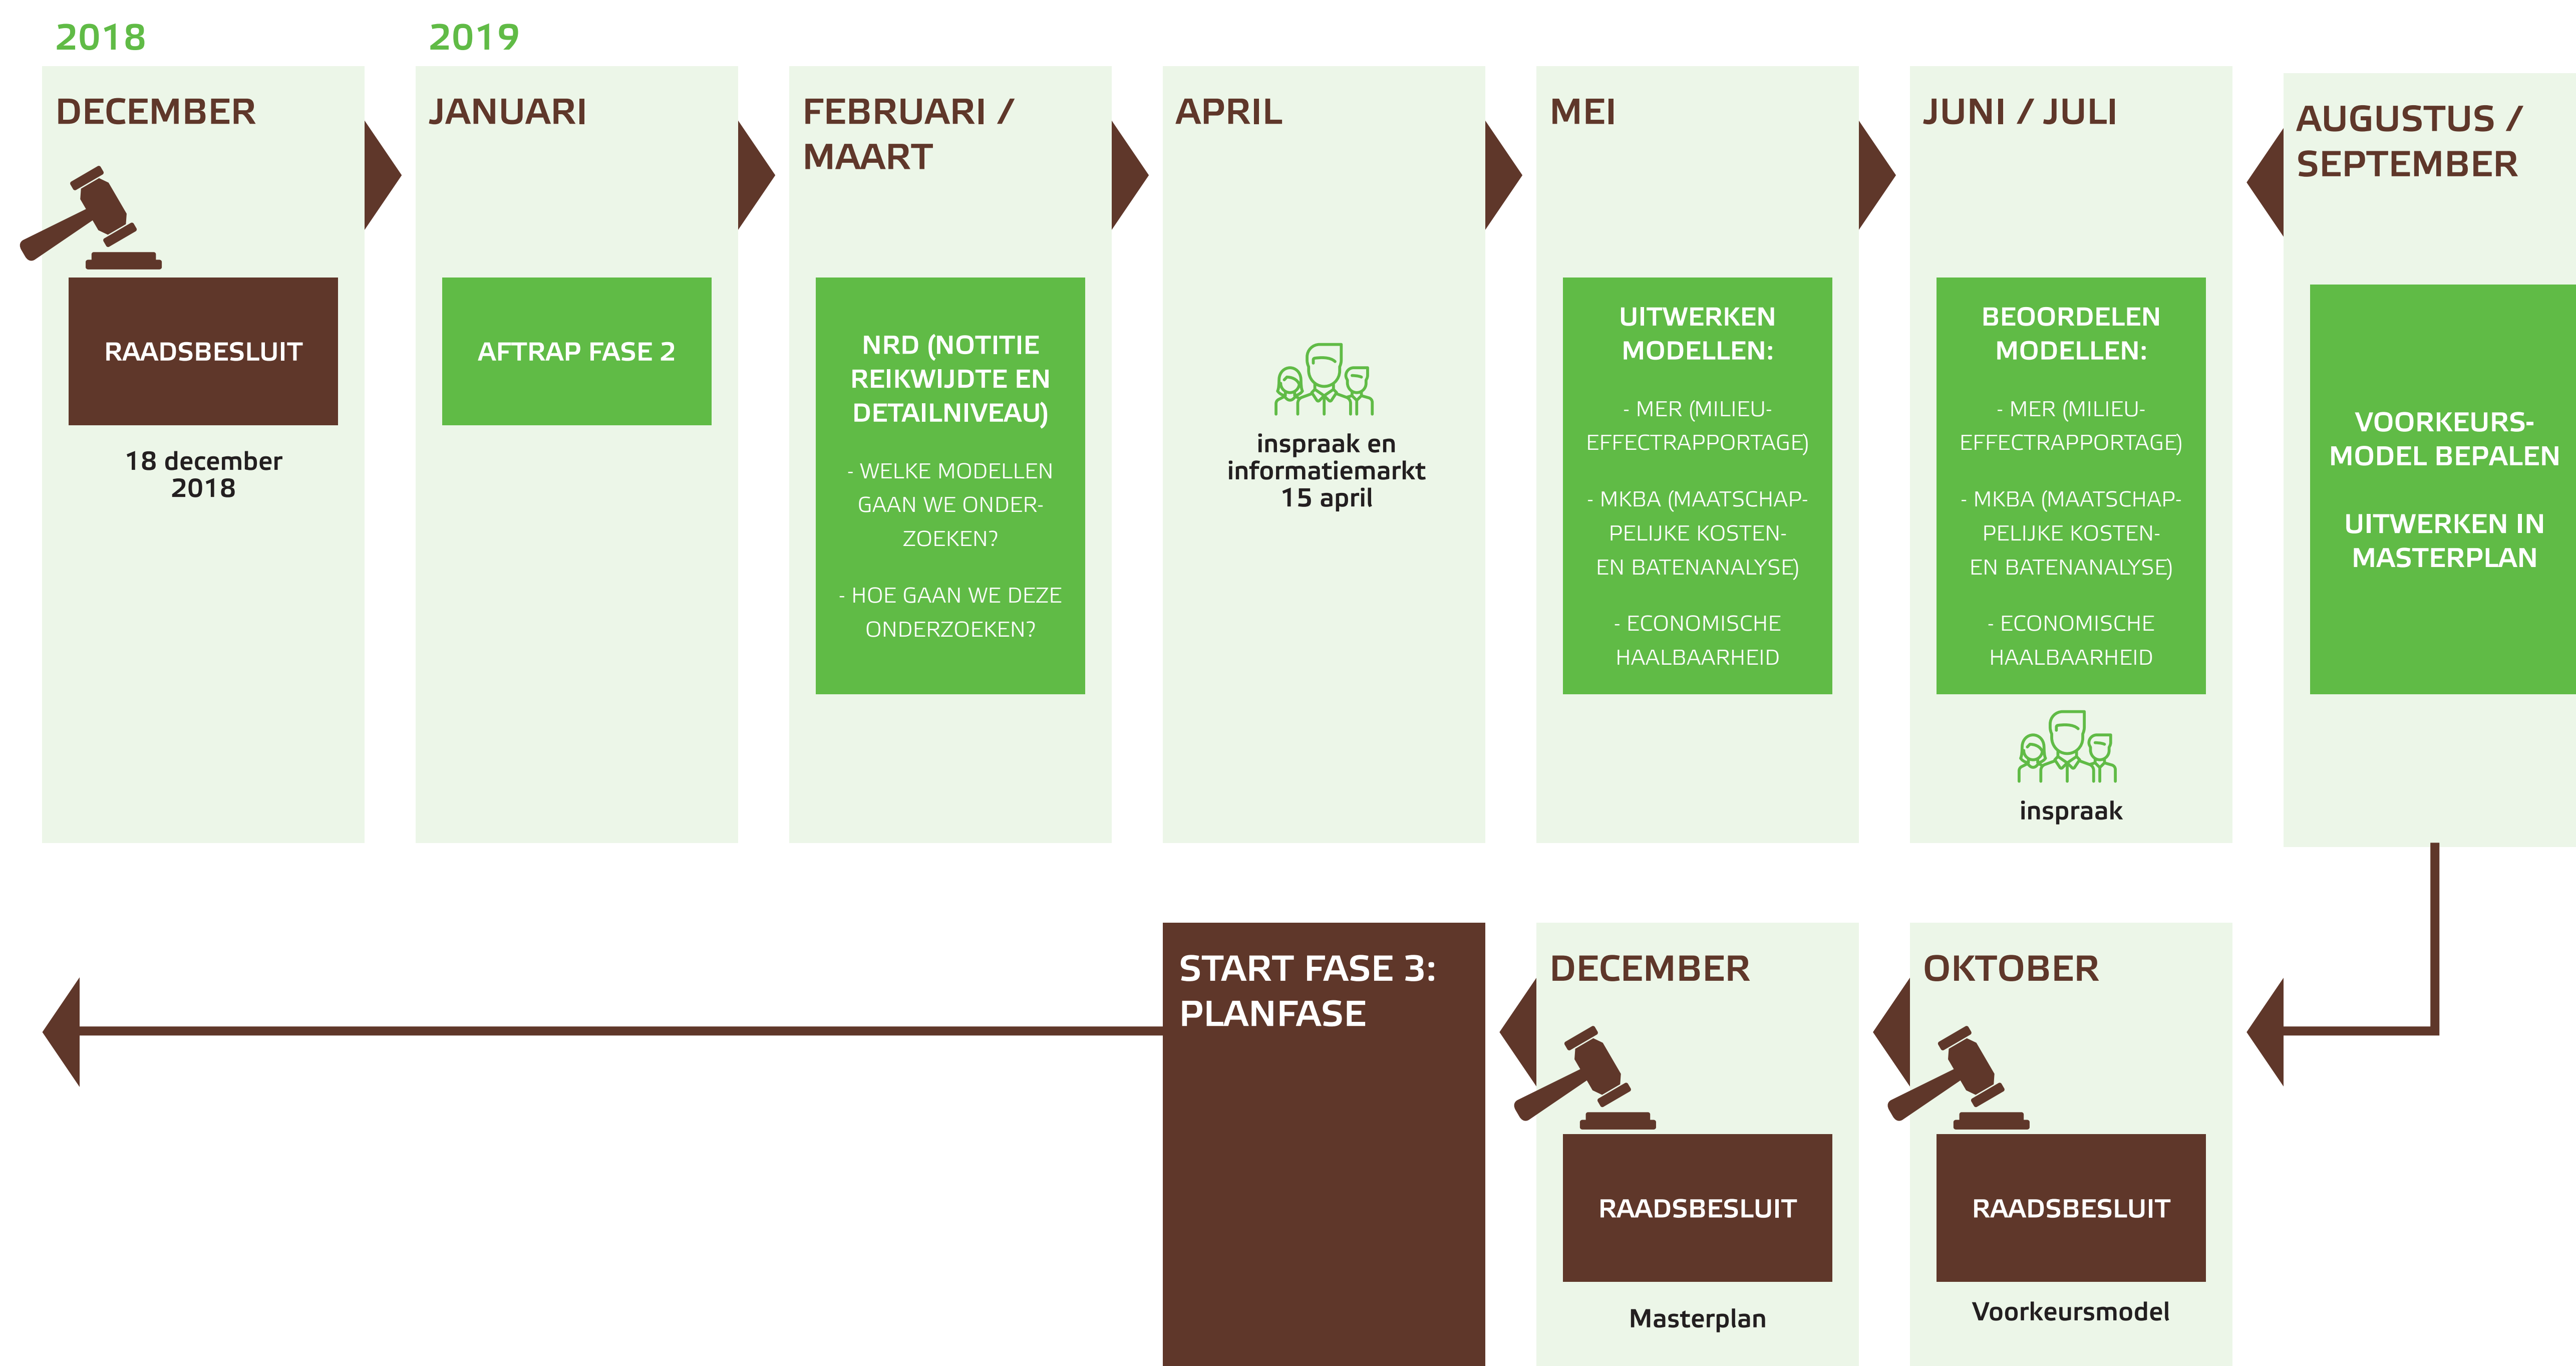 2018
2019
DECEMBER
RAADSBESLUIT
18 december
2018
JANUARI
AFTRAP FASE 2
FEBRUARI /
MAART
NRD (NOTITIE
REIKWIJDTE EN
DETAILNIVEAU)
- WELKE MODELLEN
GAAN WE ONDER-
ZOEKEN?
- HOE GAAN WE DEZE
ONDERZOEKEN?
APRIL
inspraak en
informatiemarkt
15 april
MEI
UITWERKEN
MODELLEN:
- MER (MILIEU-
EFFECTRAPPORTAGE)
- MKBA (MAATSCHAP-
PELIJKE KOSTEN-
EN BATENANALYSE)
- ECONOMISCHE
HAALBAARHEID
JUNI / JULI
BEOORDELEN
MODELLEN:
- MER (MILIEU-
EFFECTRAPPORTAGE)
- MKBA (MAATSCHAP-
PELIJKE KOSTEN-
EN BATENANALYSE)
- ECONOMISCHE
HAALBAARHEID
inspraak
AUGUSTUS /
SEPTEMBER
VOORKEURS-
MODEL BEPALEN
UITWERKEN IN
MASTERPLAN
OKTOBER
RAADSBESLUIT
Voorkeursmodel
DECEMBER
RAADSBESLUIT
Masterplan
START FASE 3:
PLANFASE